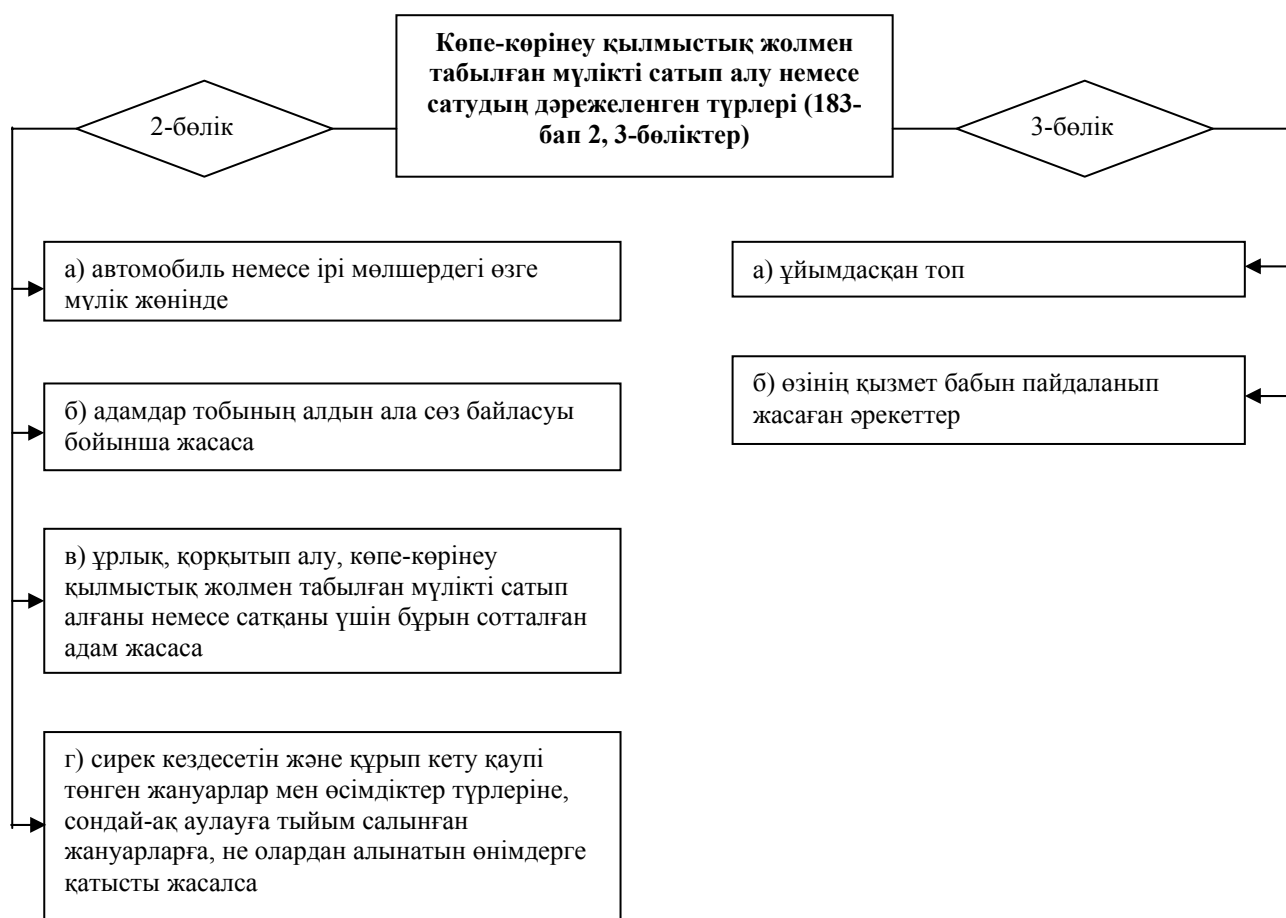 Көпе-көрінеу қылмыстық жолмен
табылған мүлікті сатып алу немесе
сатудың дәрежеленген түрлері (183-
бап 2, 3-бөліктер)
2-бөлік
3-бөлік
а) автомобиль немесе ірі мөлшердегі өзге
мүлік жөнінде
б) адамдар тобының алдын ала сөз байласуы
бойынша жасаса
в) ұрлық, қорқытып алу, көпе-көрінеу
қылмыстық жолмен табылған мүлікті сатып
алғаны немесе сатқаны үшін бұрын сотталған
адам жасаса
г) сирек кездесетін және құрып кету қаупі
төнген жануарлар мен өсімдіктер түрлеріне,
сондай-ақ аулауға тыйым салынған
жануарларға, не олардан алынатын өнімдерге
қатысты жасалса
а) ұйымдасқан топ
б) өзінің қызмет бабын пайдаланып
жасаған әрекеттер